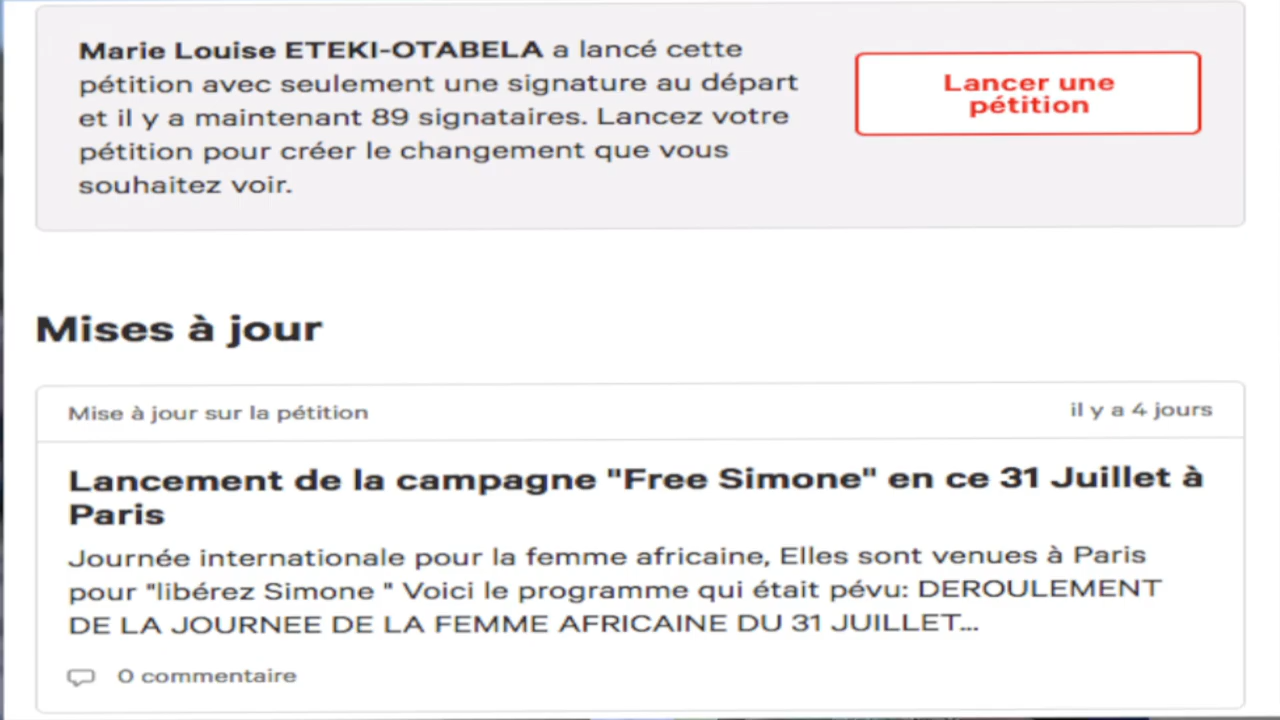 Marie Louise ETEKI-OTABELA a lancé cette
pétition avec seulement une signature au départ
et il y a maintenant 89 signataires. Lancez votre
pétition pour créer le changement que vous
souhaitez voir.
Lancer une
pétition
Mises à jour
Mise à jour sur la pétition
il y a 4 jours
Lancement de la campagne "Free Simone" en ce 31 Juillet à
Paris
Journée internationale pour la femme africaine, Elles sont venues à Paris
pour "libérez Simone " Voici le programme qui était pévu: DEROULEMENT
DE LA JOURNEE DE LA FEMME AFRICAINE DU 31 JUILLET...
0 commentaire